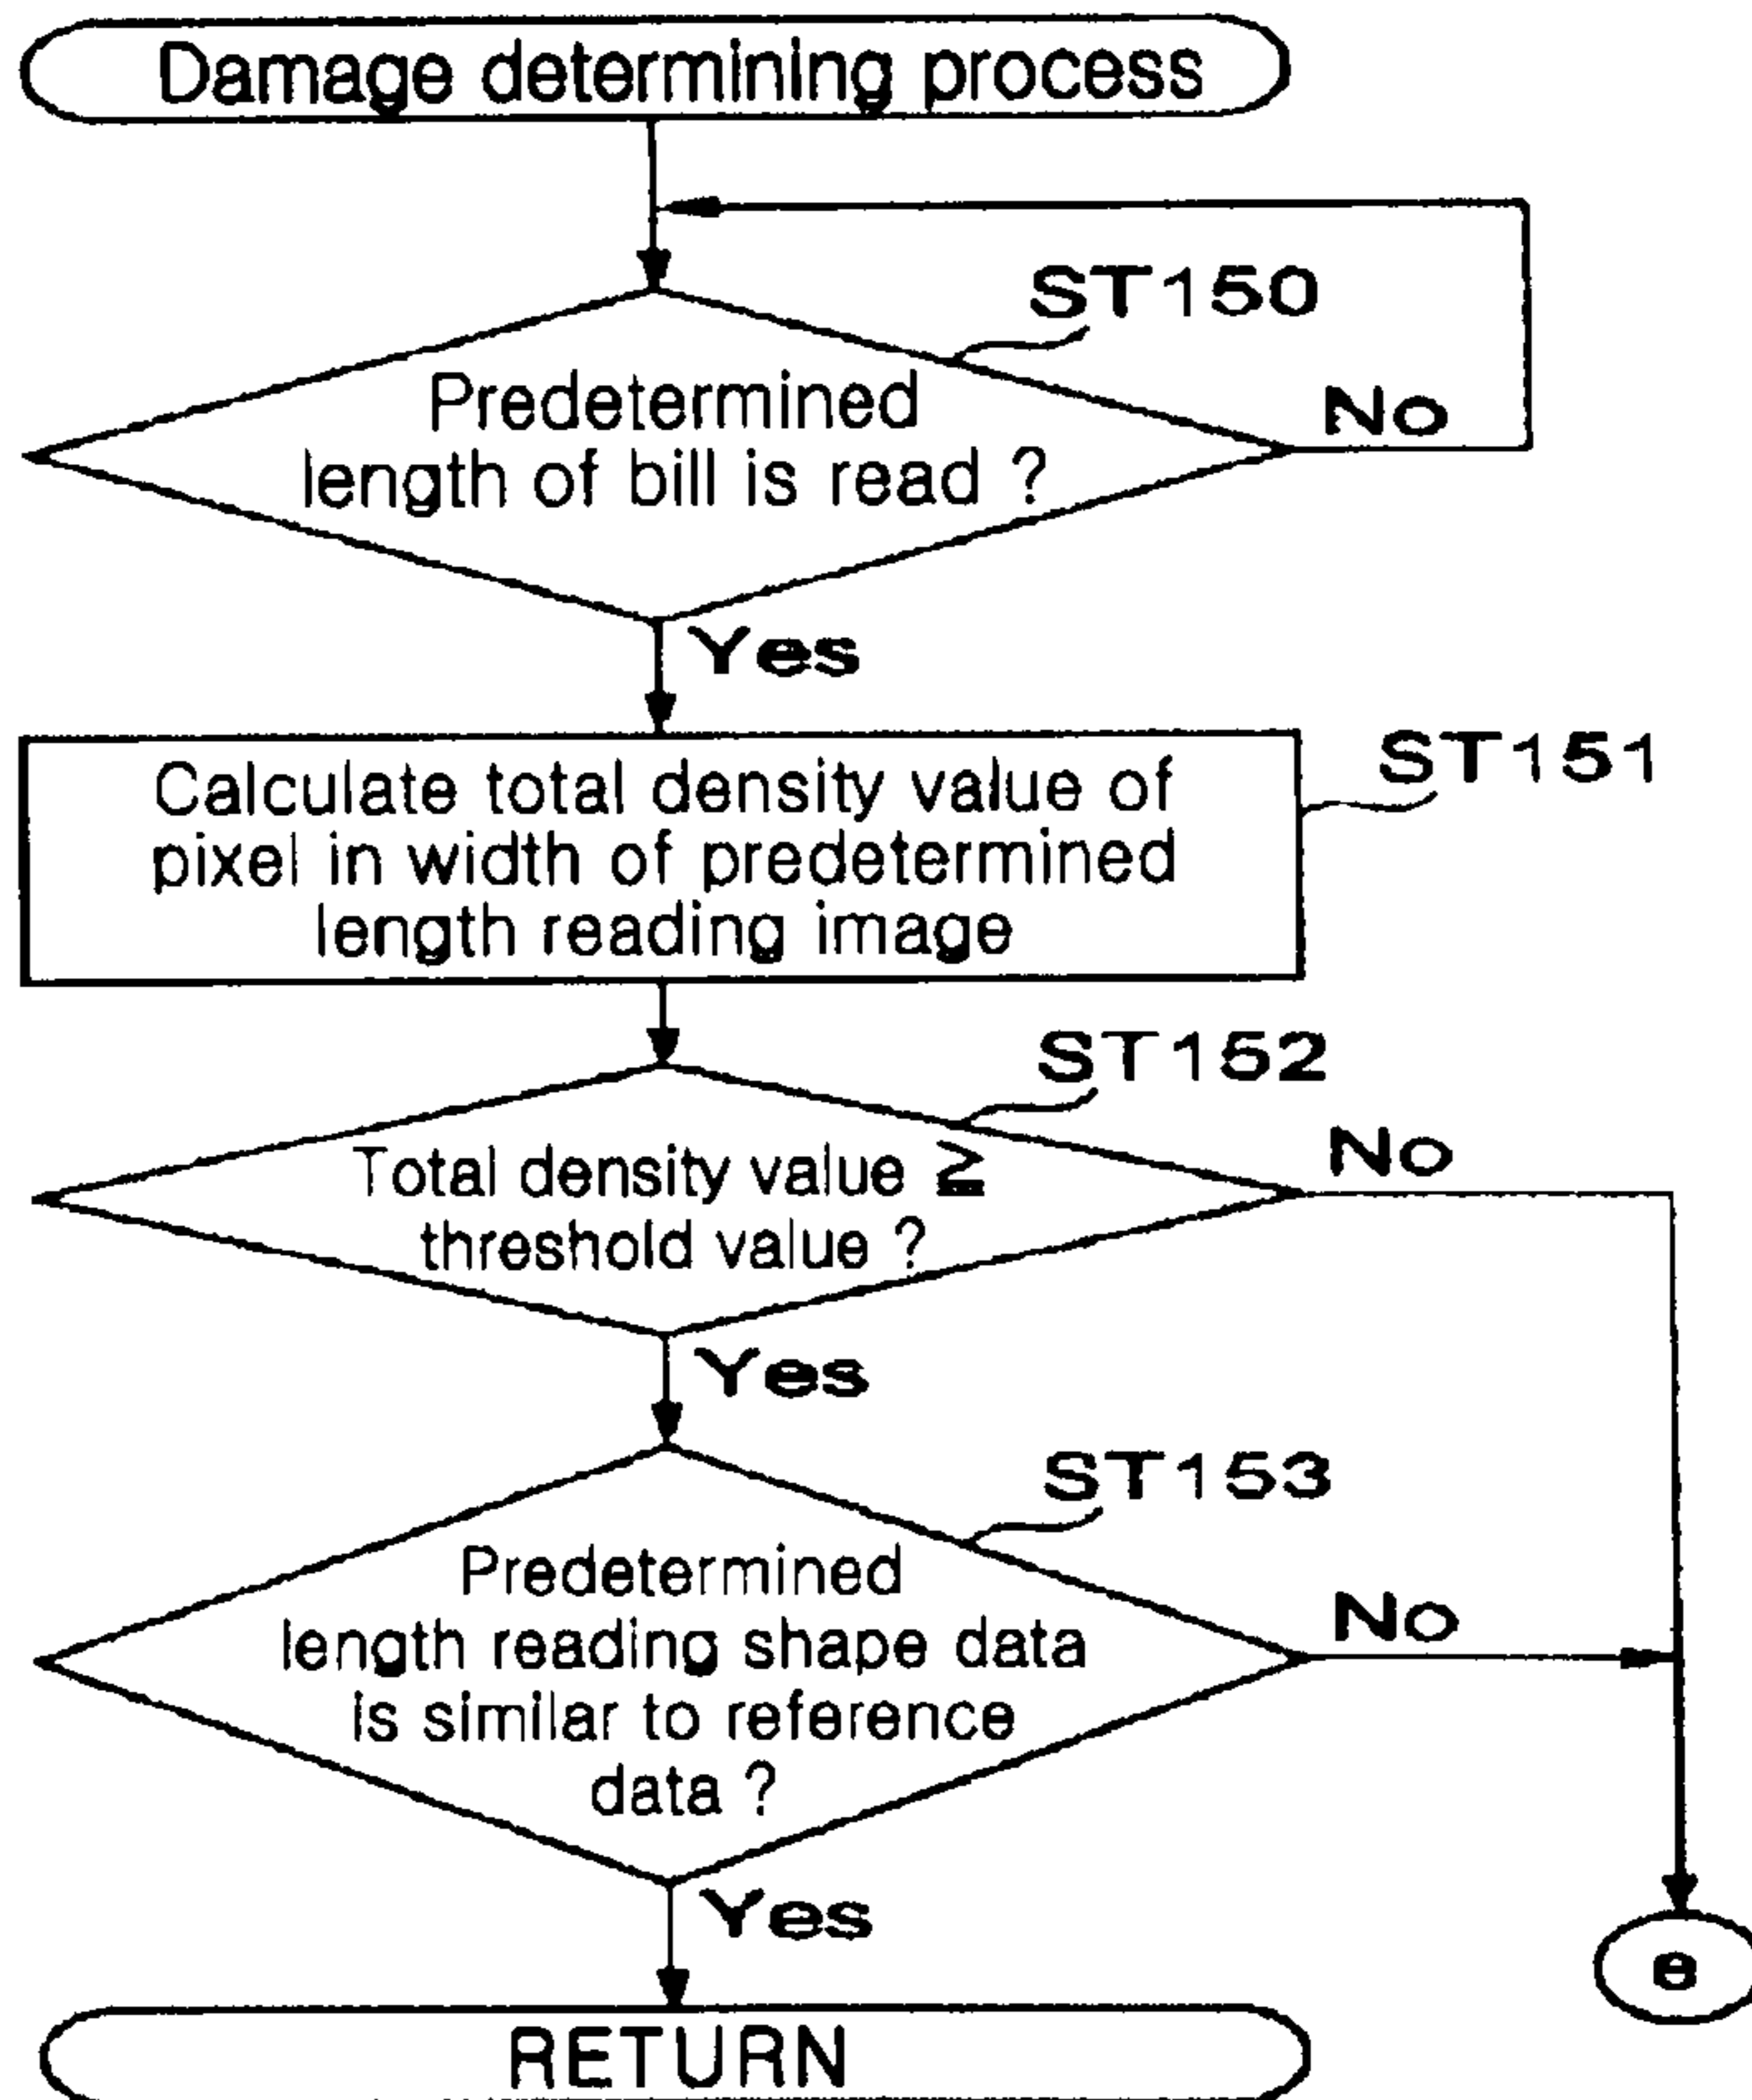 Damage determining process
ST150
Predetermined
length of bill is read ?
No
Yes
ST151
Calculate total density value of
pixel in width of predetermined
length reading image
ST152
Total density value ≧
threshold value ?
No
Yes
ST153
Predetermined
length reading shape data
is similar to reference
data ?
No
Yes
e
RETURN